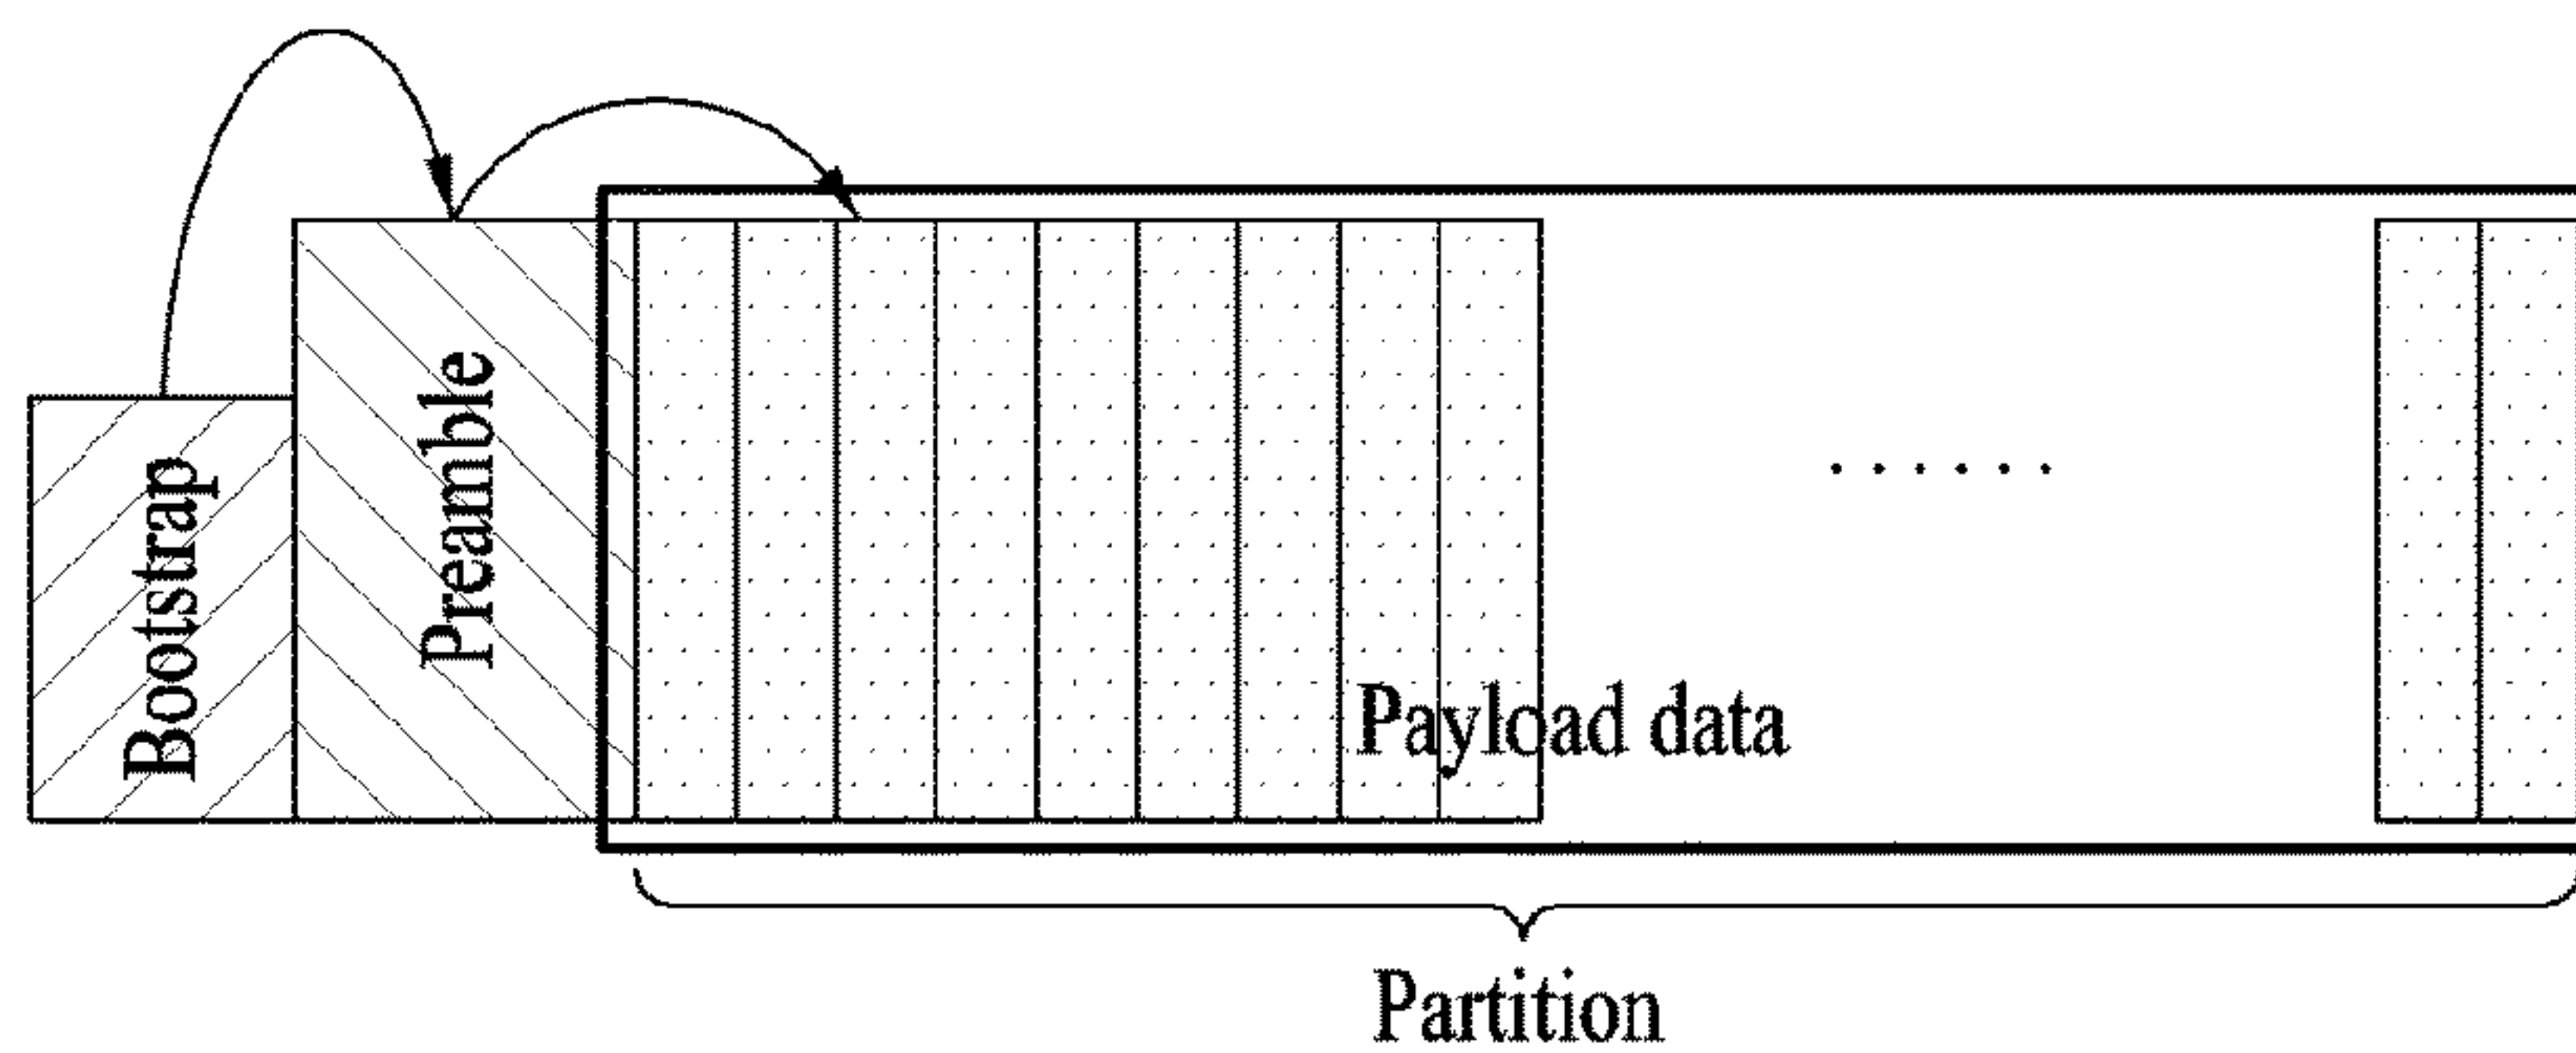 Bootstrap
Preamble
......
Payload data
Partition